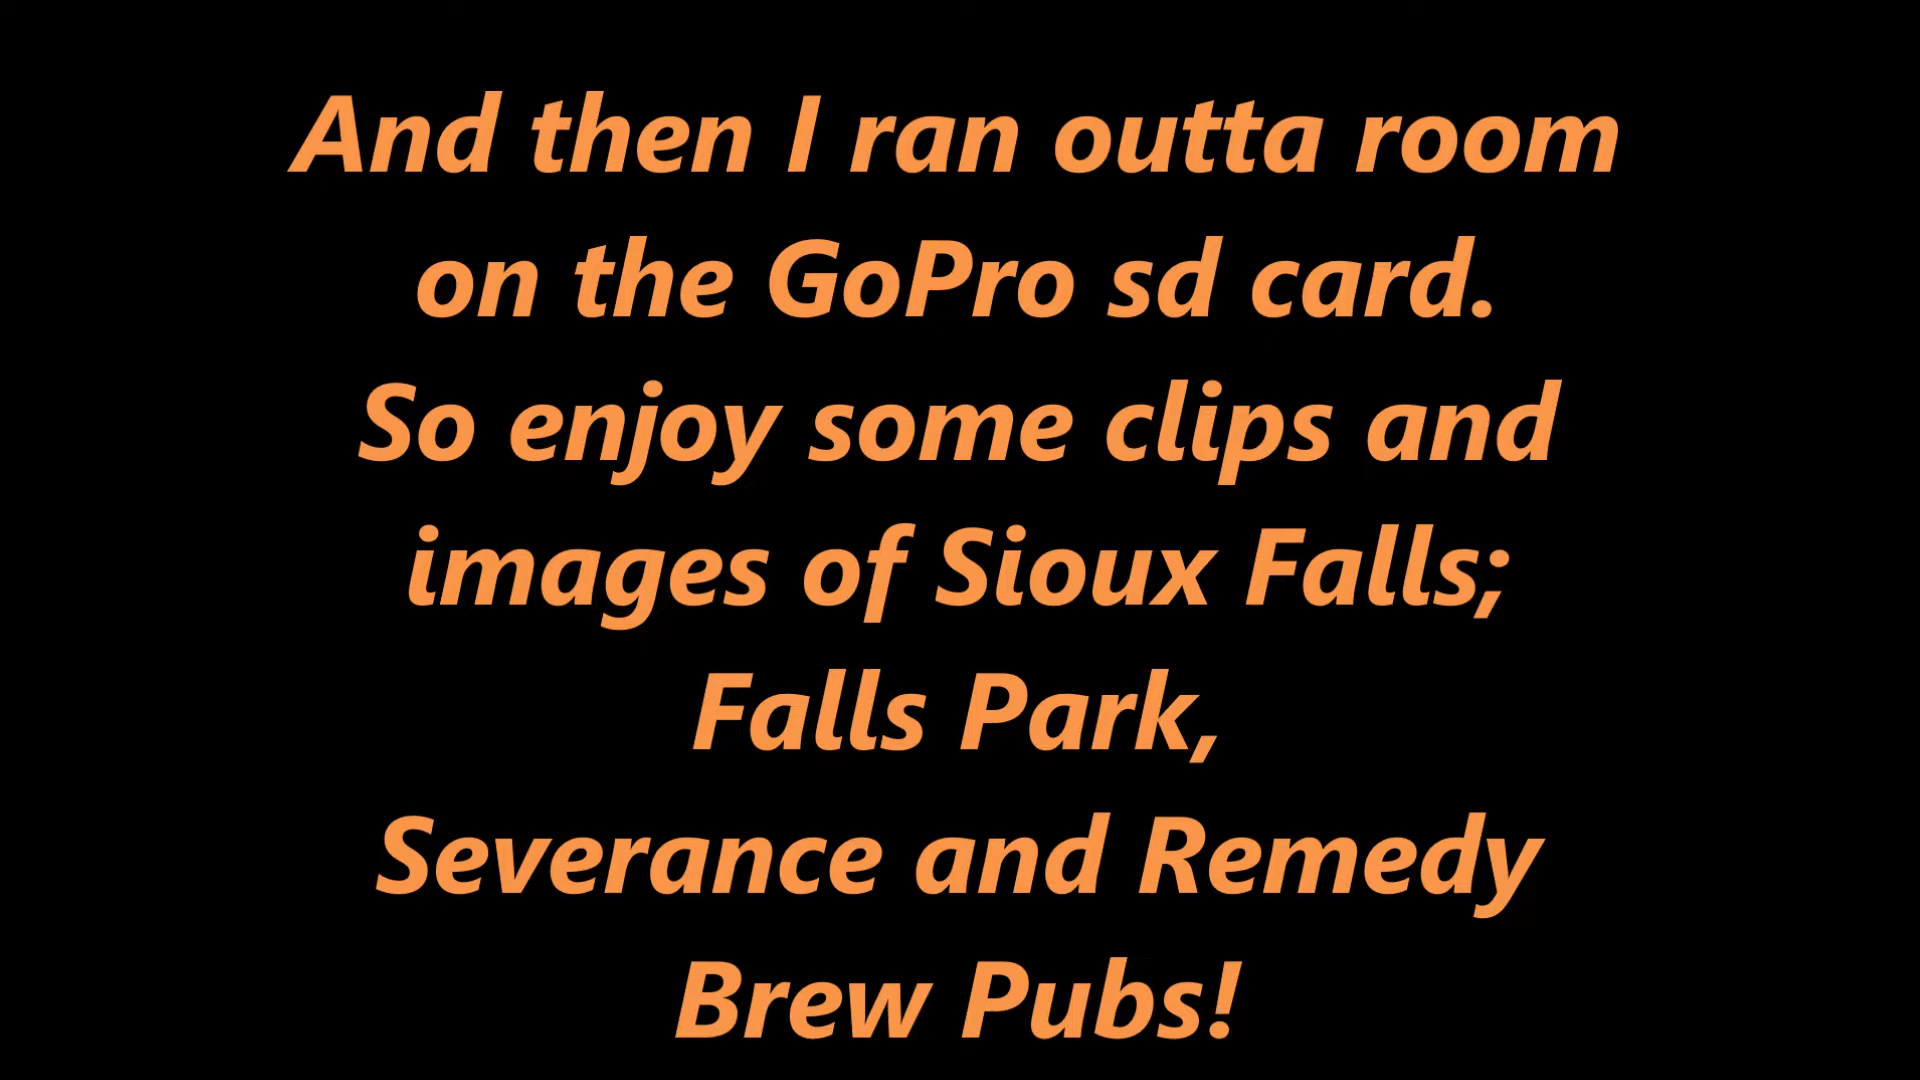 And then I ran outta room
on the GoPro sd card.
So enjoy some clips and
images of Sioux Falls;
Falls Park,
Severance and Remedy
Brew Pubs!